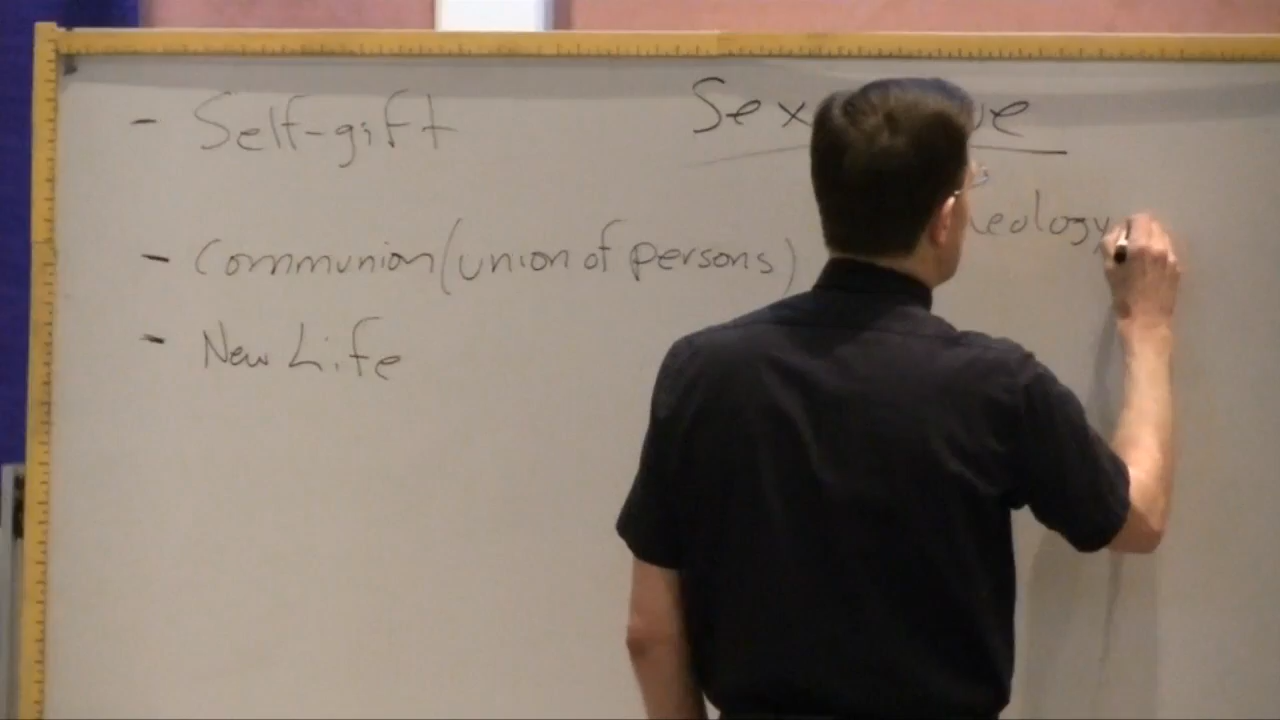 - Self-gift
- Communion (union of persons)
- New Life
Sex